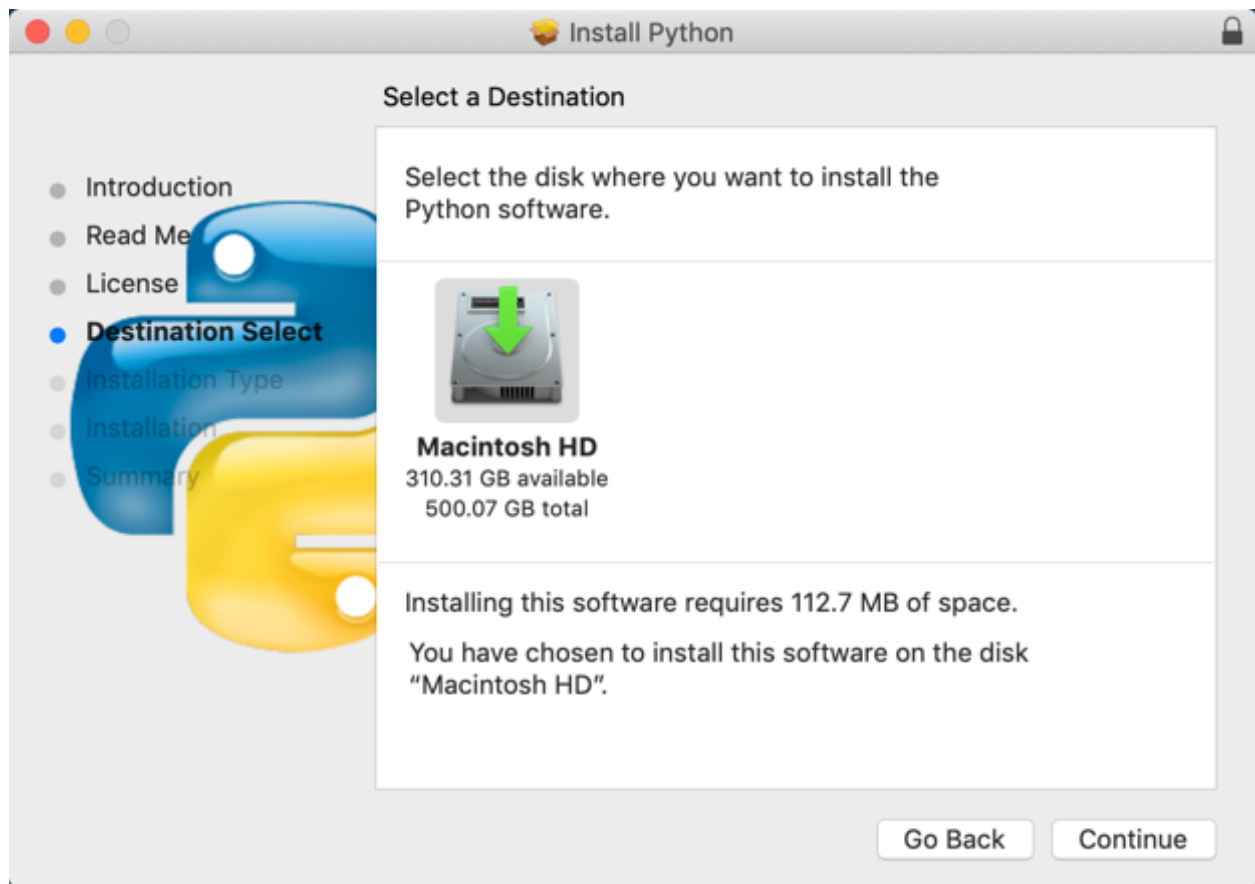 Install Python
Select a Destination
Introduction
Read Me
License
Destination Select
Installation Type
Installation
Summary
Select the disk where you want to install the
Python software.
Macintosh HD
310.31 GB available
500.07 GB total
Installing this software requires 112.7 MB of space.
You have chosen to install this software on the disk
“Macintosh HD”.
Go Back
Continue